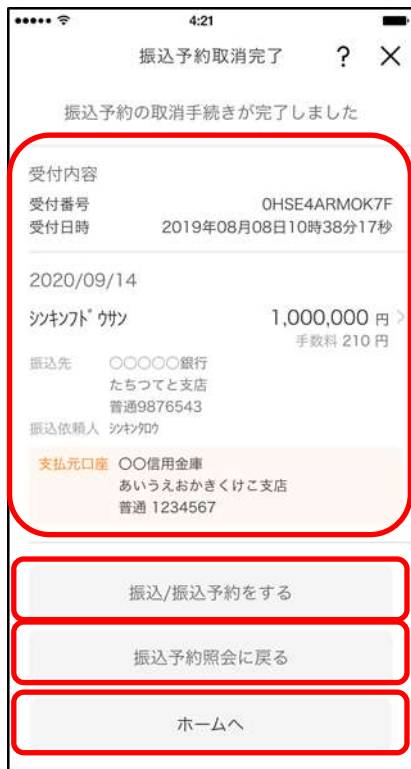 4:21
振込予約取消完了 ? ×
振込予約の取消手続きが完了しました
受付内容
受付番号 0HSE4ARMOK7F
受付日時 2019年08月08日10時38分17秒
2020/09/14
ｼﾝｷﾝﾌﾄﾞｳｻﾝ 1,000,000 円
手数料 210 円
振込先 〇〇〇〇〇銀行
たちつてと支店
普通9876543
振込依頼人 ｼﾝｷﾝﾀﾛｳ
支払元口座 〇〇信用金庫
あいうえおかきくけこ支店
普通 1234567
振込/振込予約をする
振込予約照会に戻る
ホームへ